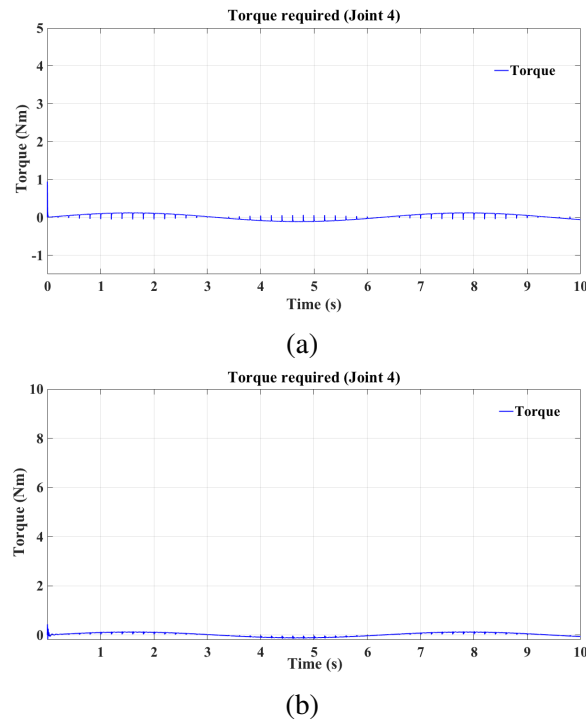 Torque required (Joint 4)
5
4
3
2
1
0
-1
Torque (Nm)
Torque
0 1 2 3 4 5 6 7 8 9 10
Time (s)
(a)
Torque required (Joint 4)
10
8
6
4
2
0
Torque (Nm)
Torque
1 2 3 4 5 6 7 8 9 10
Time (s)
(b)